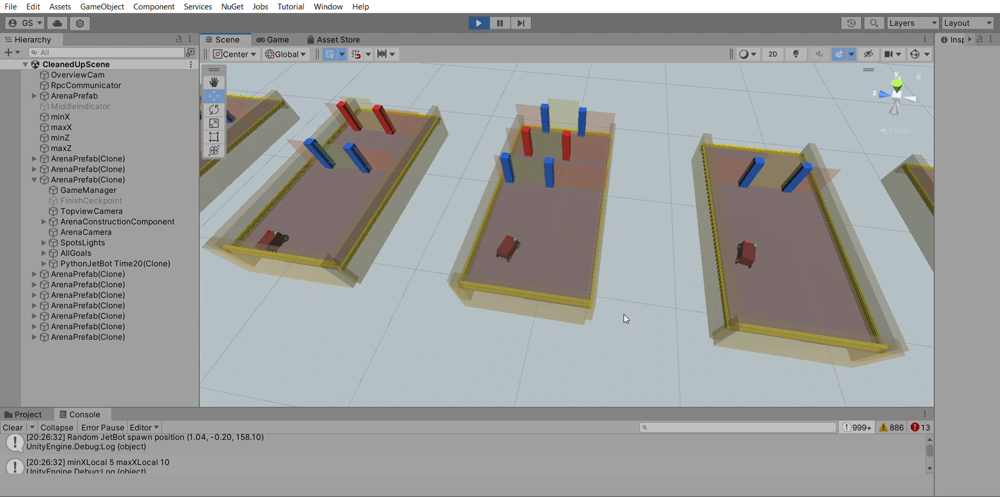 File Edit Assets GameObject Component Services NuGet Jobs Tutorial Window Help
GS Layers Layout
Hierarchy
All
CleanedUpScene
OverviewCam
RpcCommunicator
ArenaPrefab
MiddleIndicator
minX
maxX
minZ
maxZ
ArenaPrefab(Clone)
ArenaPrefab(Clone)
ArenaPrefab(Clone)
GameManager
FinishCeckpoint
TopviewCamera
ArenaConstructionComponent
ArenaCamera
SpotsLights
AllGoals
PythonJetBot Time20(Clone)
ArenaPrefab(Clone)
ArenaPrefab(Clone)
ArenaPrefab(Clone)
ArenaPrefab(Clone)
ArenaPrefab(Clone)
ArenaPrefab(Clone)
ArenaPrefab(Clone)
Scene Game Asset Store
Center Global 2D
y
z
Persp
Insp
Project Console
Clear Collapse Error Pause Editor 999+ 886 13
[20:26:32] Random JetBot spawn position (1.04, -0.20, 158.10)
UnityEngine.Debug:Log (object)
[20:26:32] minXLocal 5 maxXLocal 10
UnityEngine.Debug:Log (object)